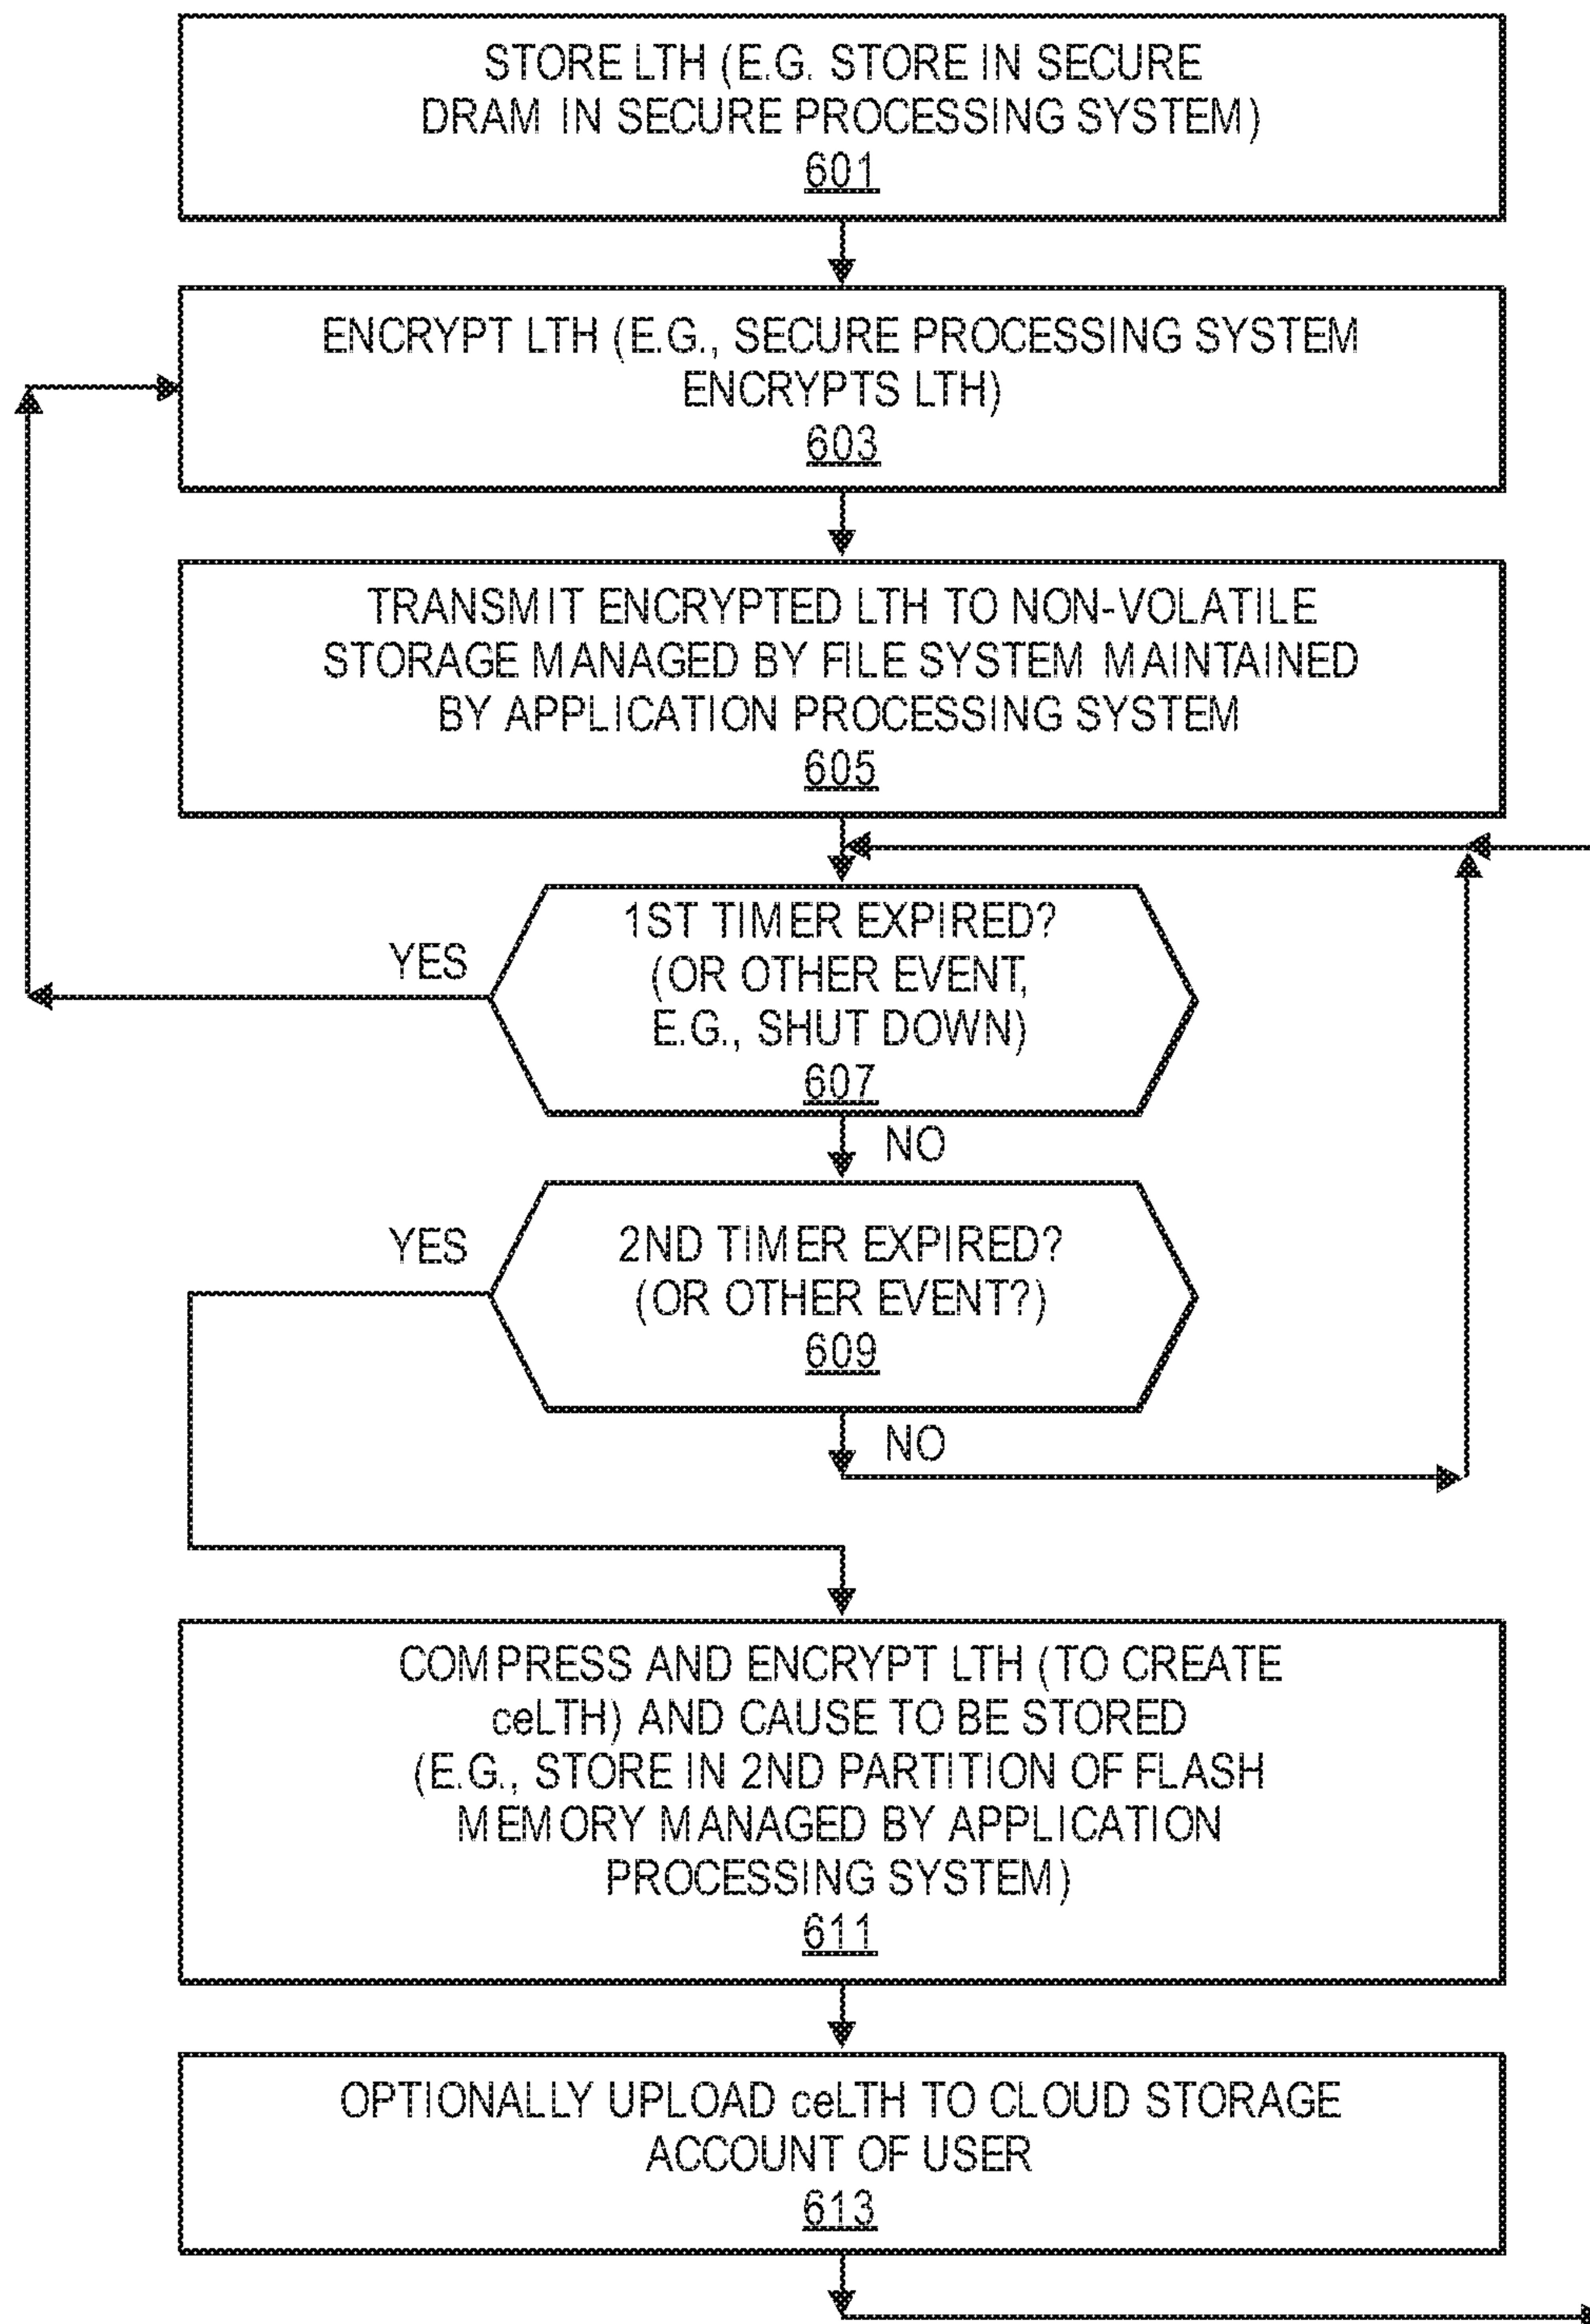 STORE LTH (E.G. STORE IN SECURE
DRAM IN SECURE PROCESSING SYSTEM)
601
ENCRYPT LTH (E.G., SECURE PROCESSING SYSTEM
ENCRYPTS LTH)
603
TRANSMIT ENCRYPTED LTH TO NON-VOLATILE
STORAGE MANAGED BY FILE SYSTEM MAINTAINED
BY APPLICATION PROCESSING SYSTEM
605
1ST TIMER EXPIRED?
(OR OTHER EVENT,
E.G., SHUT DOWN)
607
YES
NO
2ND TIMER EXPIRED?
(OR OTHER EVENT?)
609
YES
NO
COMPRESS AND ENCRYPT LTH (TO CREATE
ceLTH) AND CAUSE TO BE STORED
(E.G., STORE IN 2ND PARTITION OF FLASH
MEMORY MANAGED BY APPLICATION
PROCESSING SYSTEM)
611
OPTIONALLY UPLOAD ceLTH TO CLOUD STORAGE
ACCOUNT OF USER
613